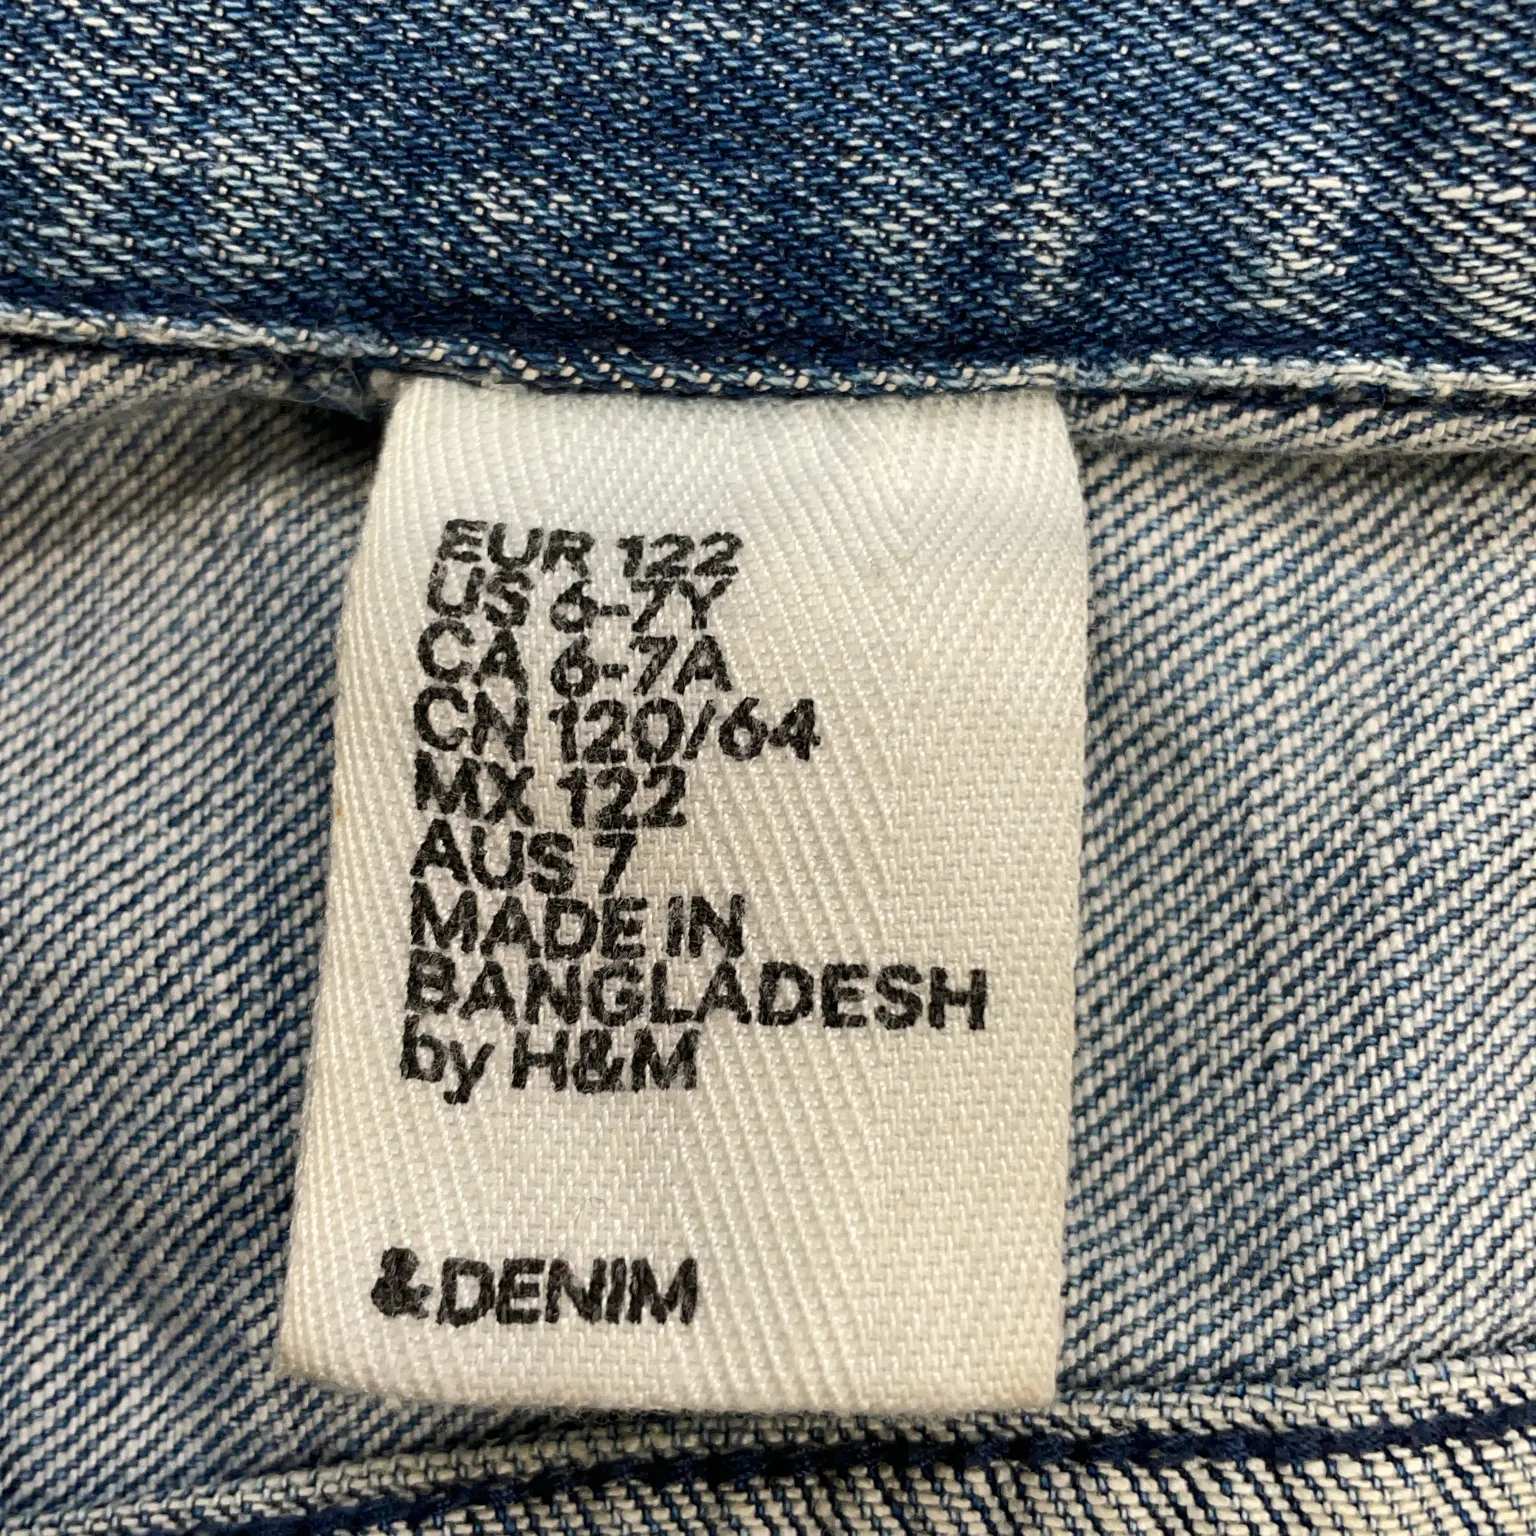 EUR 122
US 6-7Y
CA 6-7A
CN 120/64
MX 122
AUS 7
MADE IN
BANGLADESH
by H&M
&DENIM